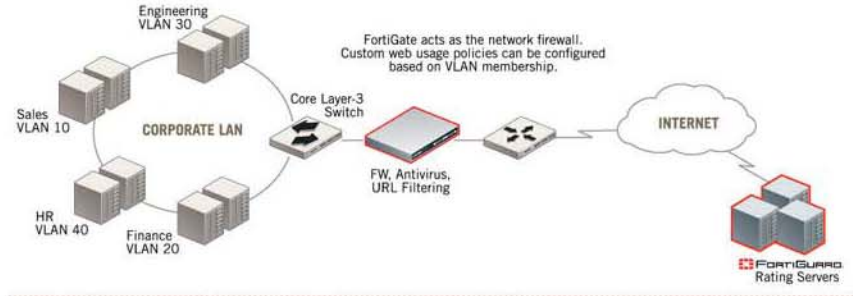 Engineering
VLAN 30
FortiGate acts as the network firewall.
Custom web usage policies can be configured
based on VLAN membership.
Core Layer-3
Switch
Sales
VLAN 10
CORPORATE LAN
INTERNET
FW, Antivirus,
URL Filtering
HR
VLAN 40
Finance
VLAN 20
FORTIGUARD
Rating Servers